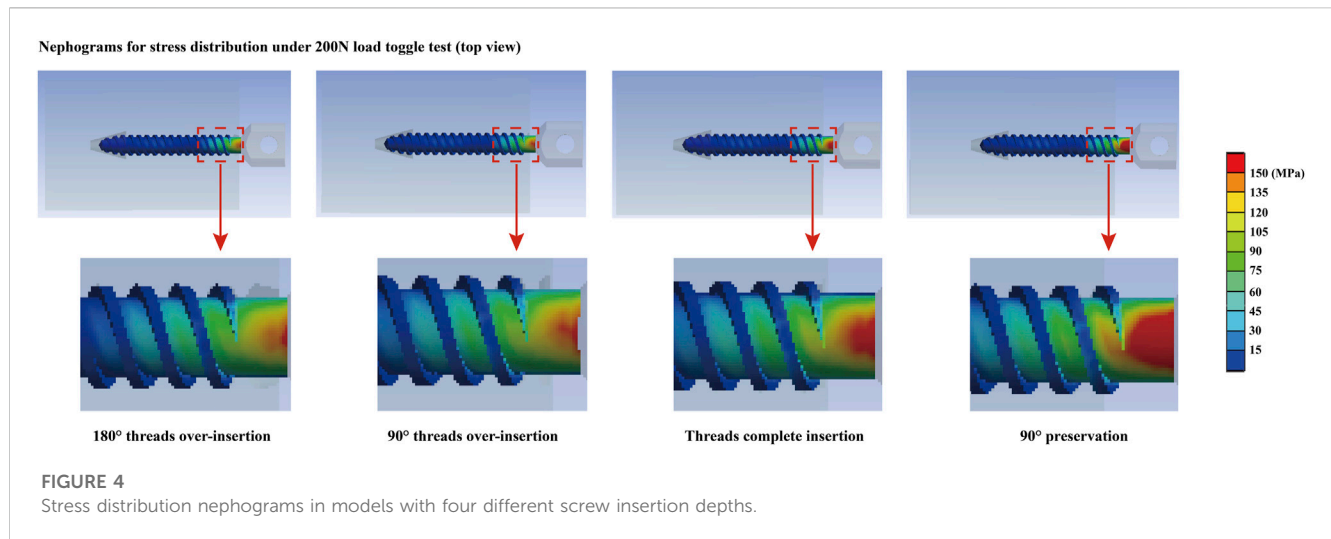 Nephograms for stress distribution under 200N load toggle test (top view)
150 (MPa)
135
120
105
90
75
60
45
30
15
180° threads over-insertion
90° threads over-insertion
Threads complete insertion
90° preservation
FIGURE 4
Stress distribution nephograms in models with four different screw insertion depths.